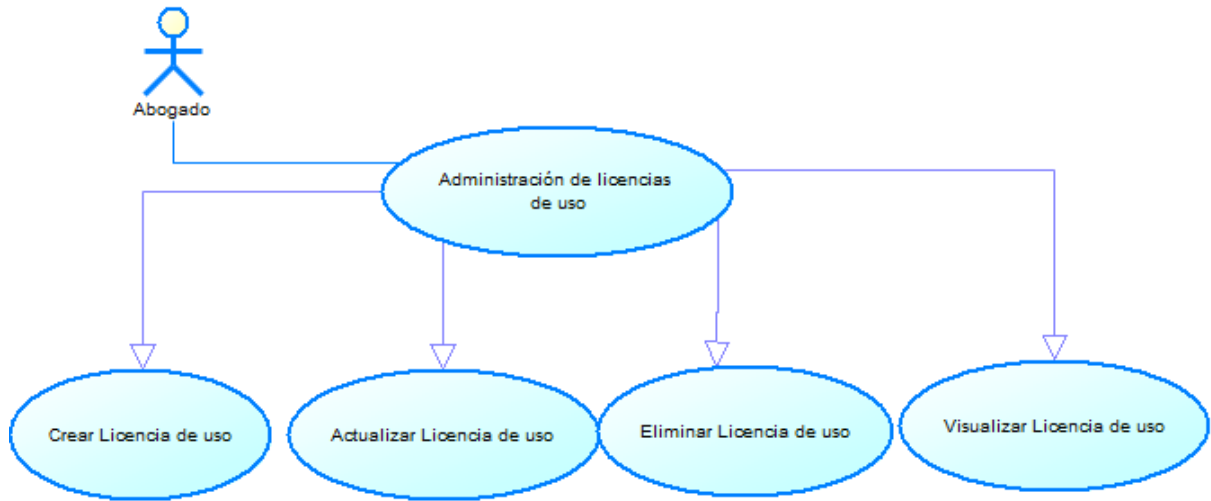 Abogado
Administración de licencias
de uso
Crear Licencia de uso
Actualizar Licencia de uso
Eliminar Licencia de uso
Visualizar Licencia de uso